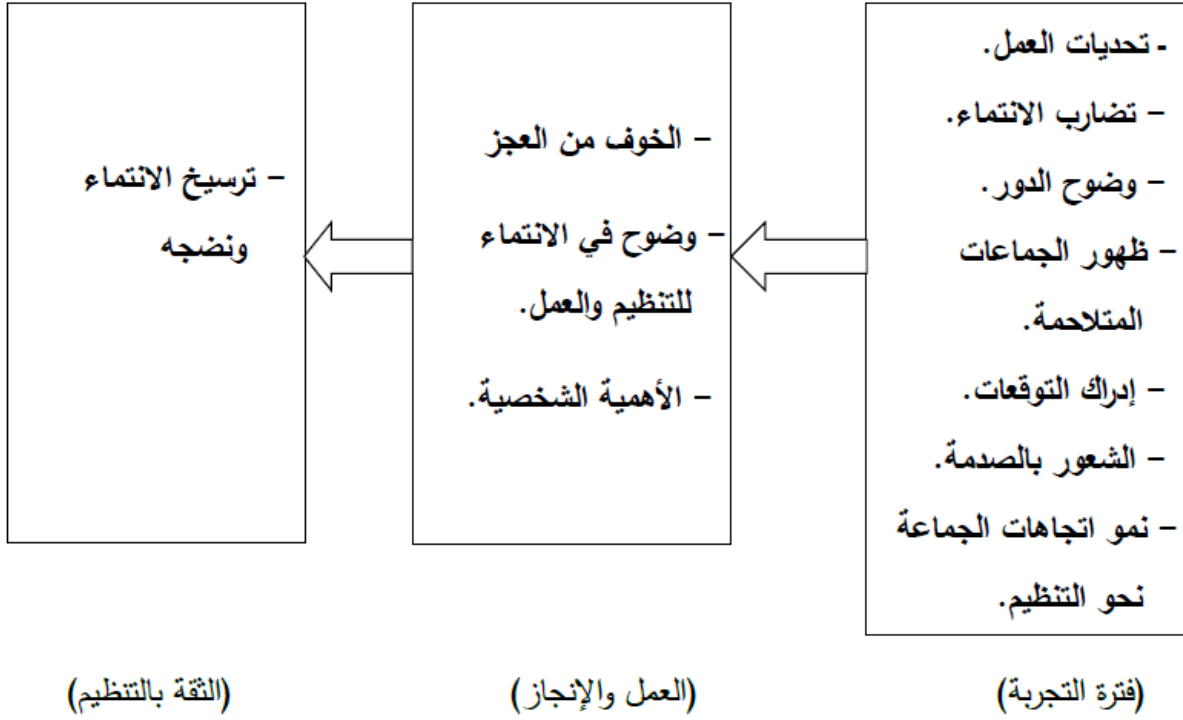 - تحديات العمل.
– تضارب الانتماء.
– وضوح الدور.
– ظهور الجماعات
المتلاحمة.
– إدراك التوقعات.
– الشعور بالصدمة.
– نمو اتجاهات الجماعة
نحو التنظيم.
(فترة التجربة)
– الخوف من العجز
– وضوح في الانتماء
للتنظيم والعمل.
– الأهمية الشخصية.
(العمل والإنجاز)
– ترسيخ الانتماء
ونضجه
(الثقة بالتنظيم)